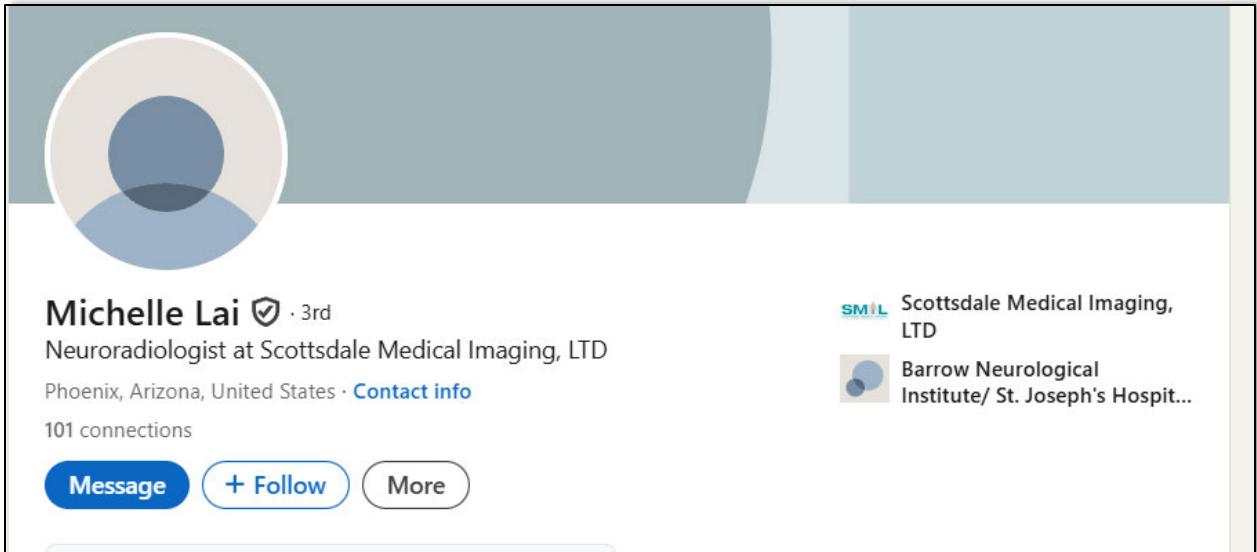 Michelle Lai · 3rd
Neuroradiologist at Scottsdale Medical Imaging, LTD
Phoenix, Arizona, United States · Contact info
101 connections
Message
+ Follow
More
SMIL
Scottsdale Medical Imaging,
LTD
Barrow Neurological
Institute/ St. Joseph's Hospit...